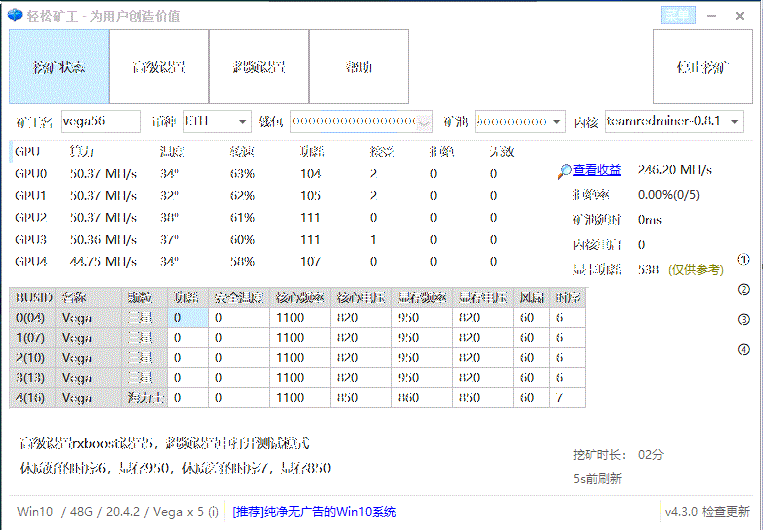 轻松矿工 - 为用户创造价值
挖矿状态 高级设置 超频设置 帮助 停止挖矿
矿工名 vega56 币种 ETH 钱包 矿池 内核 teamredminer-0.8.1
GPU 算力 温度 转速 功耗 接受 拒绝 无效
GPU0 50.37 MH/s 34° 63% 104 2 0 0
GPU1 50.37 MH/s 32° 62% 105 2 0 0
GPU2 50.37 MH/s 38° 61% 111 0 0 0
GPU3 50.36 MH/s 37° 60% 111 1 0 0
GPU4 44.75 MH/s 34° 58% 107 0 0 0
查看收益 246.20 MH/s
拒绝率 0.00%(0/5)
矿池延时 0ms
内核重启 0
显卡功耗 538 (仅供参考)
①
②
③
④
BUSID 名称 颗粒 功耗 安全温度 核心频率 核心电压 显存频率 显存电压 风扇 时序
0(04) Vega 三星 0 0 1100 820 950 820 60 6
1(07) Vega 三星 0 0 1100 820 950 820 60 6
2(10) Vega 三星 0 0 1100 820 950 820 60 6
3(13) Vega 三星 0 0 1100 820 950 820 60 6
4(16) Vega 海力士 0 0 1100 850 860 850 60 7
高级设置rxboost设置5，超频设置中打开测试模式
体质好的时序6，显存950，体质差的时序7，显存850
挖矿时长： 02分
5s前刷新
Win10 / 48G / 20.4.2 / Vega x 5 (i) [推荐]纯净无广告的Win10系统 v4.3.0 检查更新